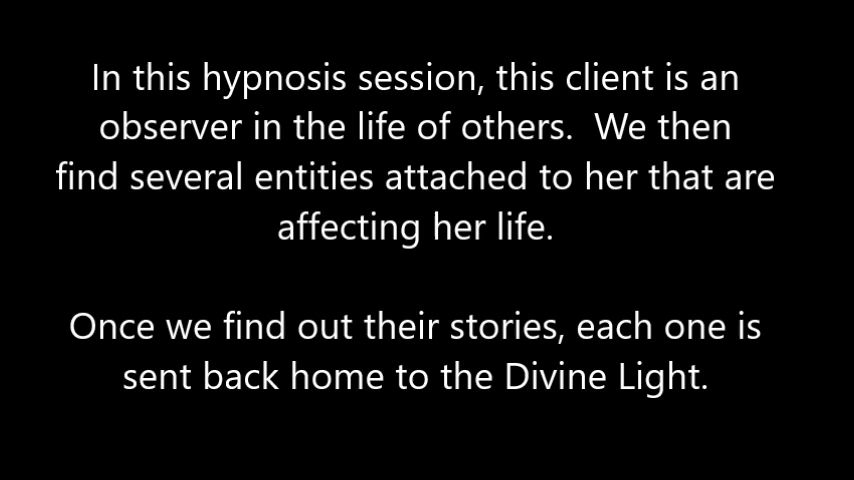 In this hypnosis session, this client is an
observer in the life of others.  We then
find several entities attached to her that are
affecting her life.
Once we find out their stories, each one is
sent back home to the Divine Light.